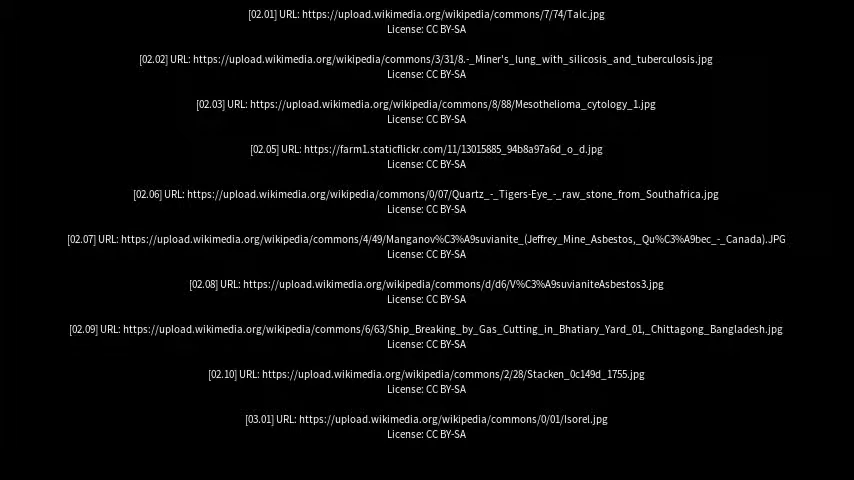 [02.01] URL: https://upload.wikimedia.org/wikipedia/commons/7/74/Talc.jpg
License: CC BY-SA
[02.02] URL: https://upload.wikimedia.org/wikipedia/commons/3/31/8.-_Miner's_lung_with_silicosis_and_tuberculosis.jpg
License: CC BY-SA
[02.03] URL: https://upload.wikimedia.org/wikipedia/commons/8/88/Mesothelioma_cytology_1.jpg
License: CC BY-SA
[02.05] URL: https://farm1.staticflickr.com/11/13015885_94b8a97a6d_o_d.jpg
License: CC BY-SA
[02.06] URL: https://upload.wikimedia.org/wikipedia/commons/0/07/Quartz_-_Tigers-Eye_-_raw_stone_from_Southafrica.jpg
License: CC BY-SA
[02.07] URL: https://upload.wikimedia.org/wikipedia/commons/4/49/Manganov%C3%A9suvianite_(Jeffrey_Mine_Asbestos,_Qu%C3%A9bec_-_Canada).JPG
License: CC BY-SA
[02.08] URL: https://upload.wikimedia.org/wikipedia/commons/d/d6/V%C3%A9suvianiteAsbestos3.jpg
License: CC BY-SA
[02.09] URL: https://upload.wikimedia.org/wikipedia/commons/6/63/Ship_Breaking_by_Gas_Cutting_in_Bhatiary_Yard_01,_Chittagong_Bangladesh.jpg
License: CC BY-SA
[02.10] URL: https://upload.wikimedia.org/wikipedia/commons/2/28/Stacken_0c149d_1755.jpg
License: CC BY-SA
[03.01] URL: https://upload.wikimedia.org/wikipedia/commons/0/01/Isorel.jpg
License: CC BY-SA